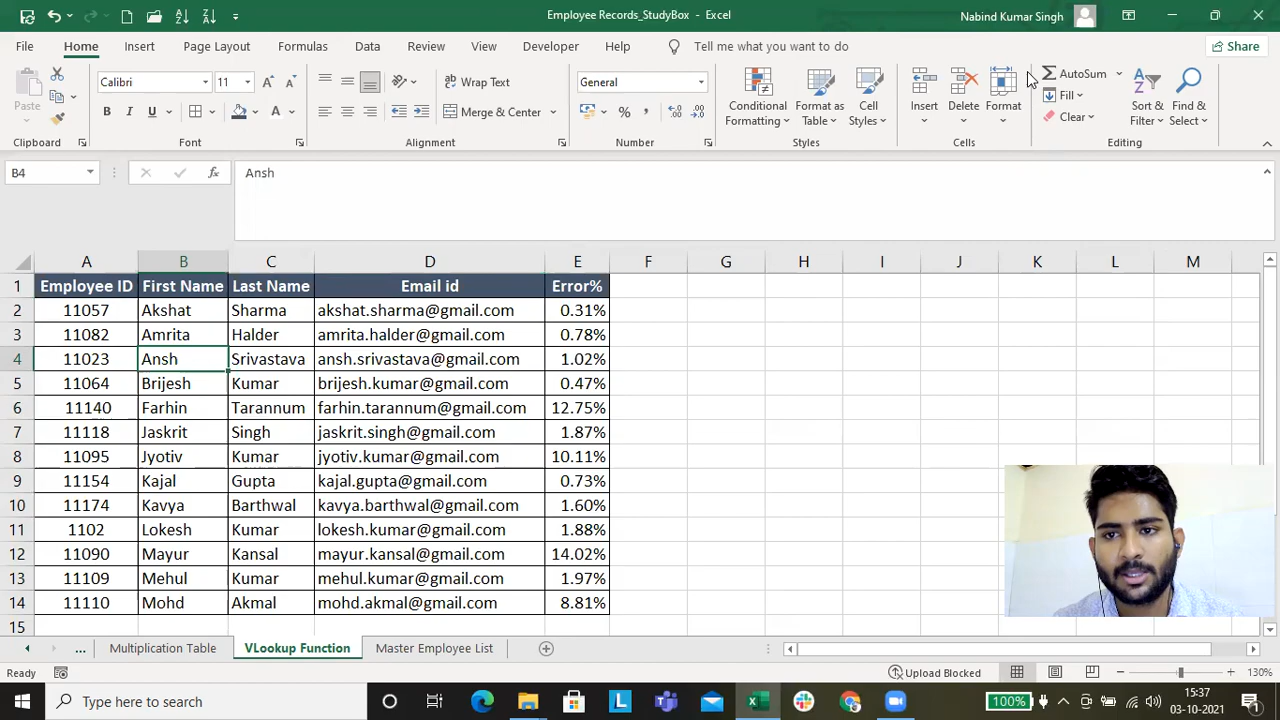 Employee Records_StudyBox - Excel
Nabind Kumar Singh
File Home Insert Page Layout Formulas Data Review View Developer Help Tell me what you want to do Share
Calibri 11 Wrap Text General AutoSum
Paste Conditional Formatting Format as Table Cell Styles Insert Delete Format Fill Sort & Filter Find & Select
B I U Merge & Center % Clear
Clipboard Font Alignment Number Styles Cells Editing
B4 fx Ansh
A B C D E F G H I J K L M
1 Employee ID First Name Last Name Email id Error%
2 11057 Akshat Sharma akshat.sharma@gmail.com 0.31%
3 11082 Amrita Halder amrita.halder@gmail.com 0.78%
4 11023 Ansh Srivastava ansh.srivastava@gmail.com 1.02%
5 11064 Brijesh Kumar brijesh.kumar@gmail.com 0.47%
6 11140 Farhin Tarannum farhin.tarannum@gmail.com 12.75%
7 11118 Jaskrit Singh jaskrit.singh@gmail.com 1.87%
8 11095 Jyotiv Kumar jyotiv.kumar@gmail.com 10.11%
9 11154 Kajal Gupta kajal.gupta@gmail.com 0.73%
10 11174 Kavya Barthwal kavya.barthwal@gmail.com 1.60%
11 1102 Lokesh Kumar lokesh.kumar@gmail.com 1.88%
12 11090 Mayur Kansal mayur.kansal@gmail.com 14.02%
13 11109 Mehul Kumar mehul.kumar@gmail.com 1.97%
14 11110 Mohd Akmal mohd.akmal@gmail.com 8.81%
15
... Multiplication Table VLookup Function Master Employee List
Ready Upload Blocked 130%
Type here to search 100% 15:37
03-10-2021